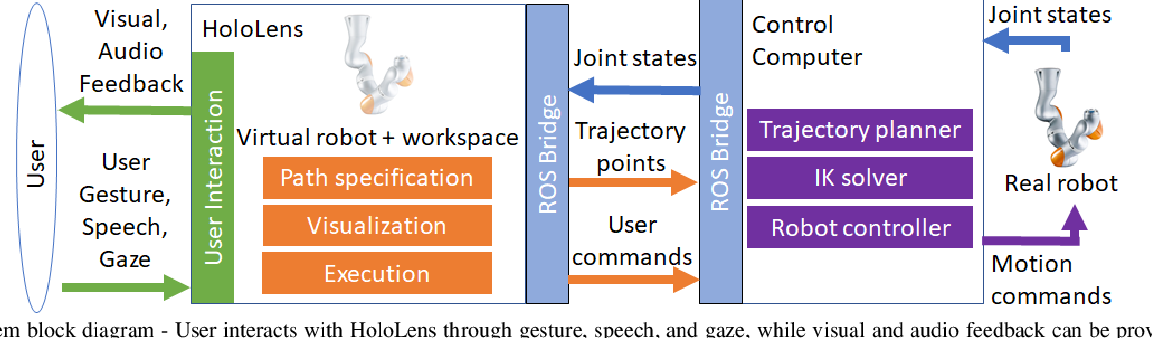 Visual,
Audio
Feedback
User
User
Gesture,
Speech,
Gaze
User Interaction
HoloLens
Virtual robot + workspace
Path specification
Visualization
Execution
ROS Bridge
Joint states
Trajectory
points
User
commands
ROS Bridge
Control
Computer
Trajectory planner
IK solver
Robot controller
Joint states
Real robot
Motion
commands
em block diagram - User interacts with HoloLens through gesture, speech, and gaze, while visual and audio feedback can be prov